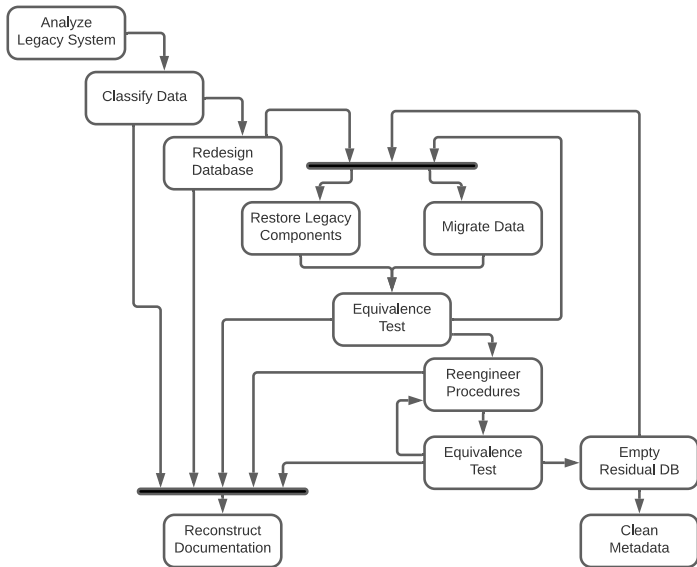 Analyze
Legacy System
Classify Data
Redesign
Database
Restore Legacy
Components
Migrate Data
Equivalence
Test
Reengineer
Procedures
Equivalence
Test
Empty
Residual DB
Reconstruct
Documentation
Clean
Metadata